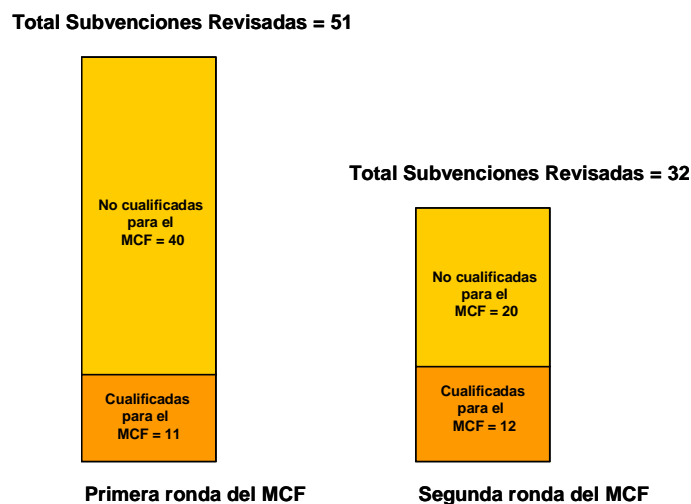 Total Subvenciones Revisadas = 51
No cualificadas
para el
MCF = 40
Cualificadas
para el
MCF = 11
Primera ronda del MCF
Total Subvenciones Revisadas = 32
No cualificadas
para el
MCF = 20
Cualificadas
para el
MCF = 12
Segunda ronda del MCF